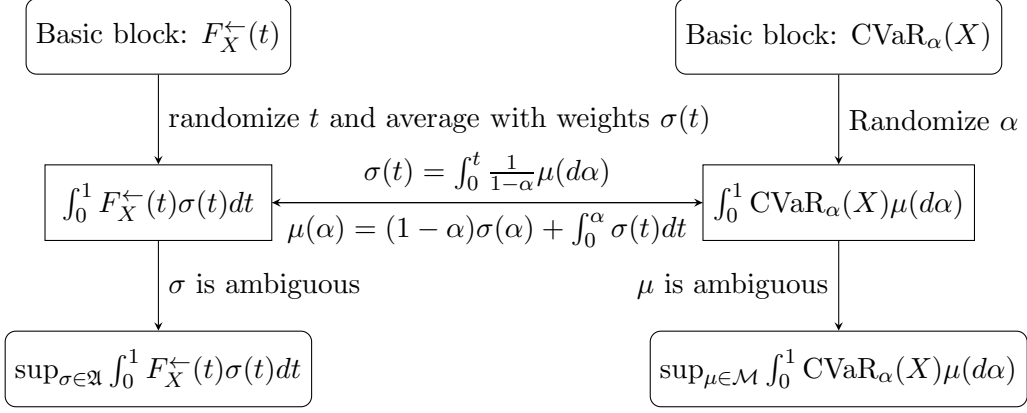 Basic block: $F_X^{\leftarrow}(t)$
Basic block: $\mathrm{CVaR}_\alpha(X)$
randomize $t$ and average with weights $\sigma(t)$
Randomize $\alpha$
$\int_0^1 F_X^{\leftarrow}(t)\sigma(t)dt$
$\sigma(t) = \int_0^t \frac{1}{1-\alpha}\mu(d\alpha)$
$\mu(\alpha) = (1-\alpha)\sigma(\alpha) + \int_0^\alpha \sigma(t)dt$
$\int_0^1 \mathrm{CVaR}_\alpha(X)\mu(d\alpha)$
$\sigma$ is ambiguous
$\mu$ is ambiguous
$\sup_{\sigma\in\mathfrak{A}} \int_0^1 F_X^{\leftarrow}(t)\sigma(t)dt$
$\sup_{\mu\in\mathcal{M}} \int_0^1 \mathrm{CVaR}_\alpha(X)\mu(d\alpha)$